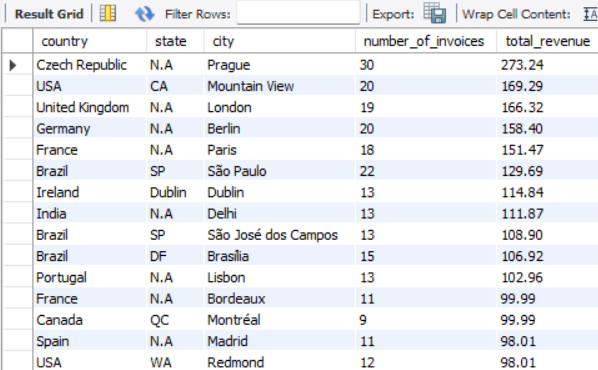 Result Grid Filter Rows: Export: Wrap Cell Content: IA
country state city number_of_invoices total_revenue
Czech Republic N.A Prague 30 273.24
USA CA Mountain View 20 169.29
United Kingdom N.A London 19 166.32
Germany N.A Berlin 20 158.40
France N.A Paris 18 151.47
Brazil SP São Paulo 22 129.69
Ireland Dublin Dublin 13 114.84
India N.A Delhi 13 111.87
Brazil SP São José dos Campos 13 108.90
Brazil DF Brasília 15 106.92
Portugal N.A Lisbon 13 102.96
France N.A Bordeaux 11 99.99
Canada QC Montréal 9 99.99
Spain N.A Madrid 11 98.01
USA WA Redmond 12 98.01